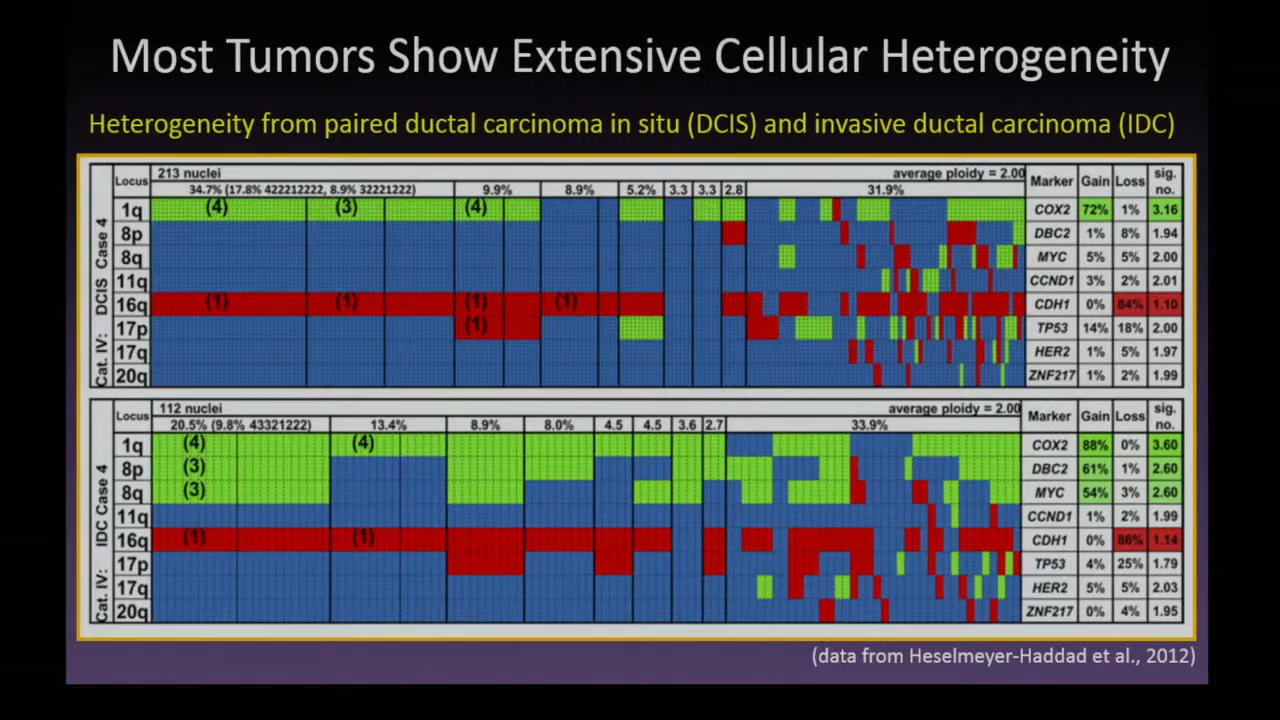 Most Tumors Show Extensive Cellular Heterogeneity
Heterogeneity from paired ductal carcinoma in situ (DCIS) and invasive ductal carcinoma (IDC)
Cat. IV: DCIS Case 4
Locus 213 nuclei average ploidy = 2.00 Marker Gain Loss sig. no.
34.7% (17.8% 422212222, 8.9% 32221222) 9.9% 8.9% 5.2% 3.3 3.3 2.8 31.9%
1q (4) (3) (4) COX2 72% 1% 3.16
8p DBC2 1% 8% 1.94
8q MYC 5% 5% 2.00
11q CCND1 3% 2% 2.01
16q (1) (1) (1) (1) CDH1 0% 84% 1.10
17p (1) TP53 14% 18% 2.00
17q HER2 1% 5% 1.97
20q ZNF217 1% 2% 1.99
Cat. IV: IDC Case 4
Locus 112 nuclei average ploidy = 2.00 Marker Gain Loss sig. no.
20.5% (9.8% 43321222) 13.4% 8.9% 8.0% 4.5 4.5 3.6 2.7 33.9%
1q (4) (4) COX2 88% 0% 3.60
8p (3) DBC2 61% 1% 2.60
8q (3) MYC 54% 3% 2.60
11q CCND1 1% 2% 1.99
16q (1) (1) CDH1 0% 86% 1.14
17p TP53 4% 25% 1.79
17q HER2 5% 5% 2.03
20q ZNF217 0% 4% 1.95
(data from Heselmeyer-Haddad et al., 2012)